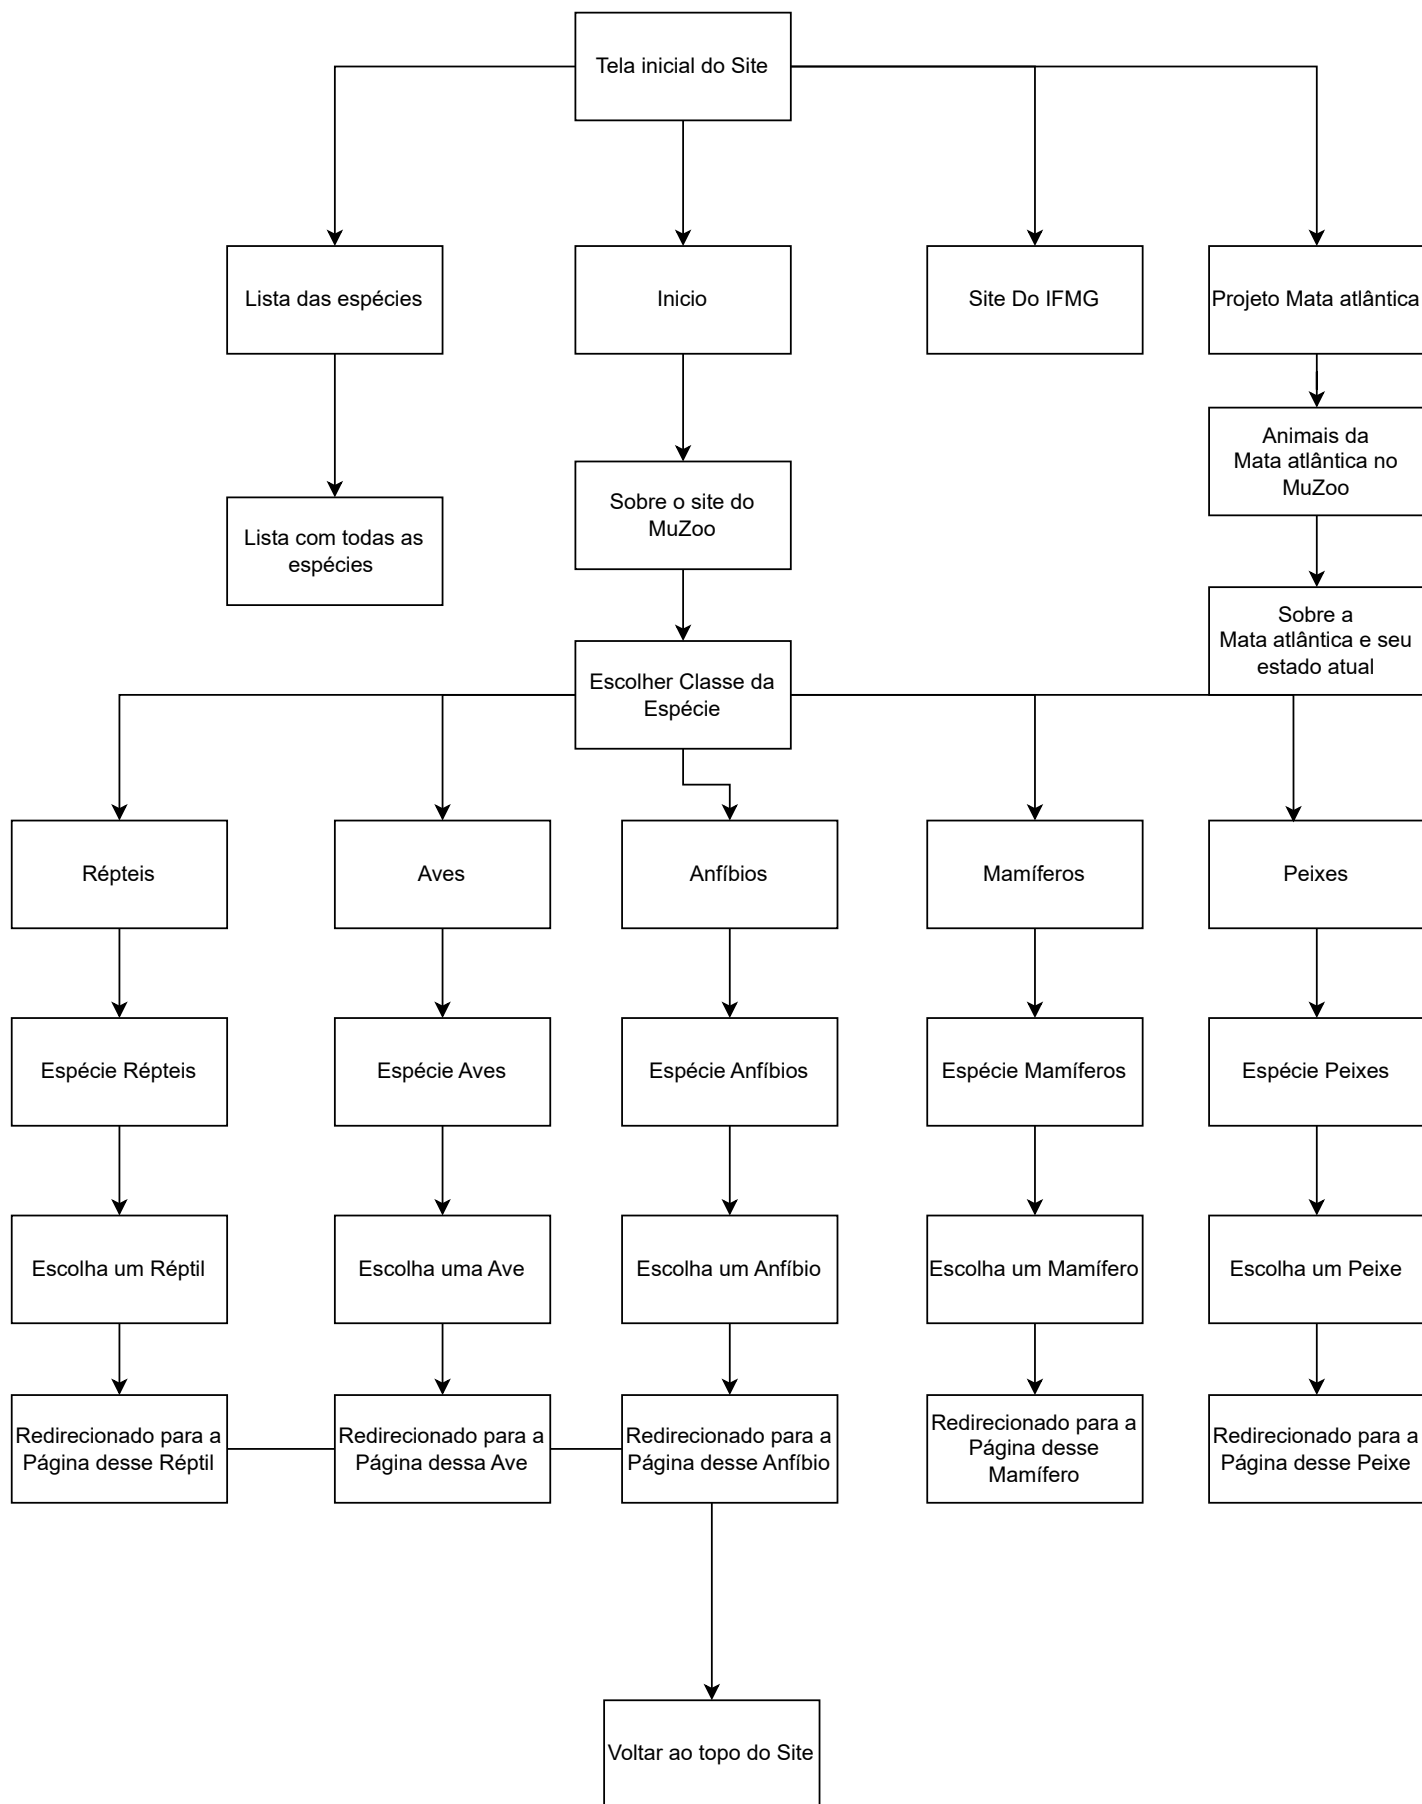 Tela inicial do Site
Lista das espécies
Inicio
Site Do IFMG
Projeto Mata atlântica
Animais da
Mata atlântica no
MuZoo
Sobre o site do
MuZoo
Lista com todas as
espécies
Sobre a
Mata atlântica e seu
estado atual
Escolher Classe da
Espécie
Répteis
Aves
Anfíbios
Mamíferos
Peixes
Espécie Répteis
Espécie Aves
Espécie Anfíbios
Espécie Mamíferos
Espécie Peixes
Escolha um Réptil
Escolha uma Ave
Escolha um Anfíbio
Escolha um Mamífero
Escolha um Peixe
Redirecionado para a
Página desse Réptil
Redirecionado para a
Página dessa Ave
Redirecionado para a
Página desse Anfíbio
Redirecionado para a
Página desse
Mamífero
Redirecionado para a
Página desse Peixe
Voltar ao topo do Site